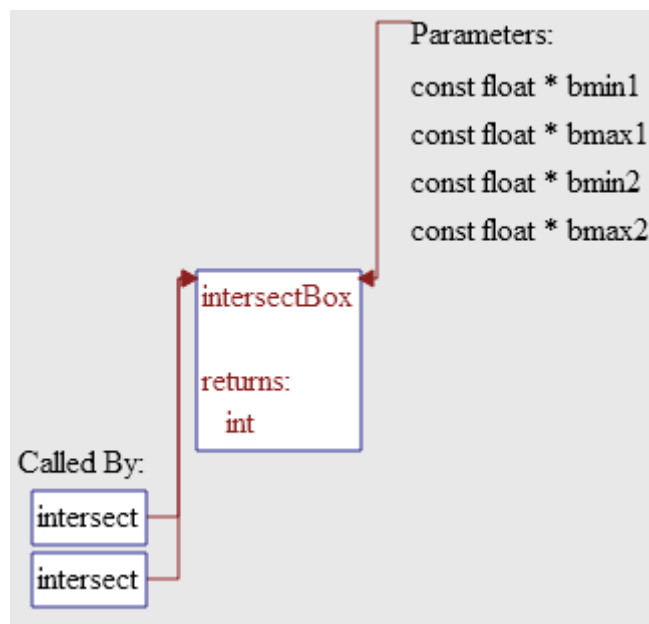 Parameters:
const float * bmin1
const float * bmax1
const float * bmin2
const float * bmax2
intersectBox
returns:
int
Called By:
intersect
intersect